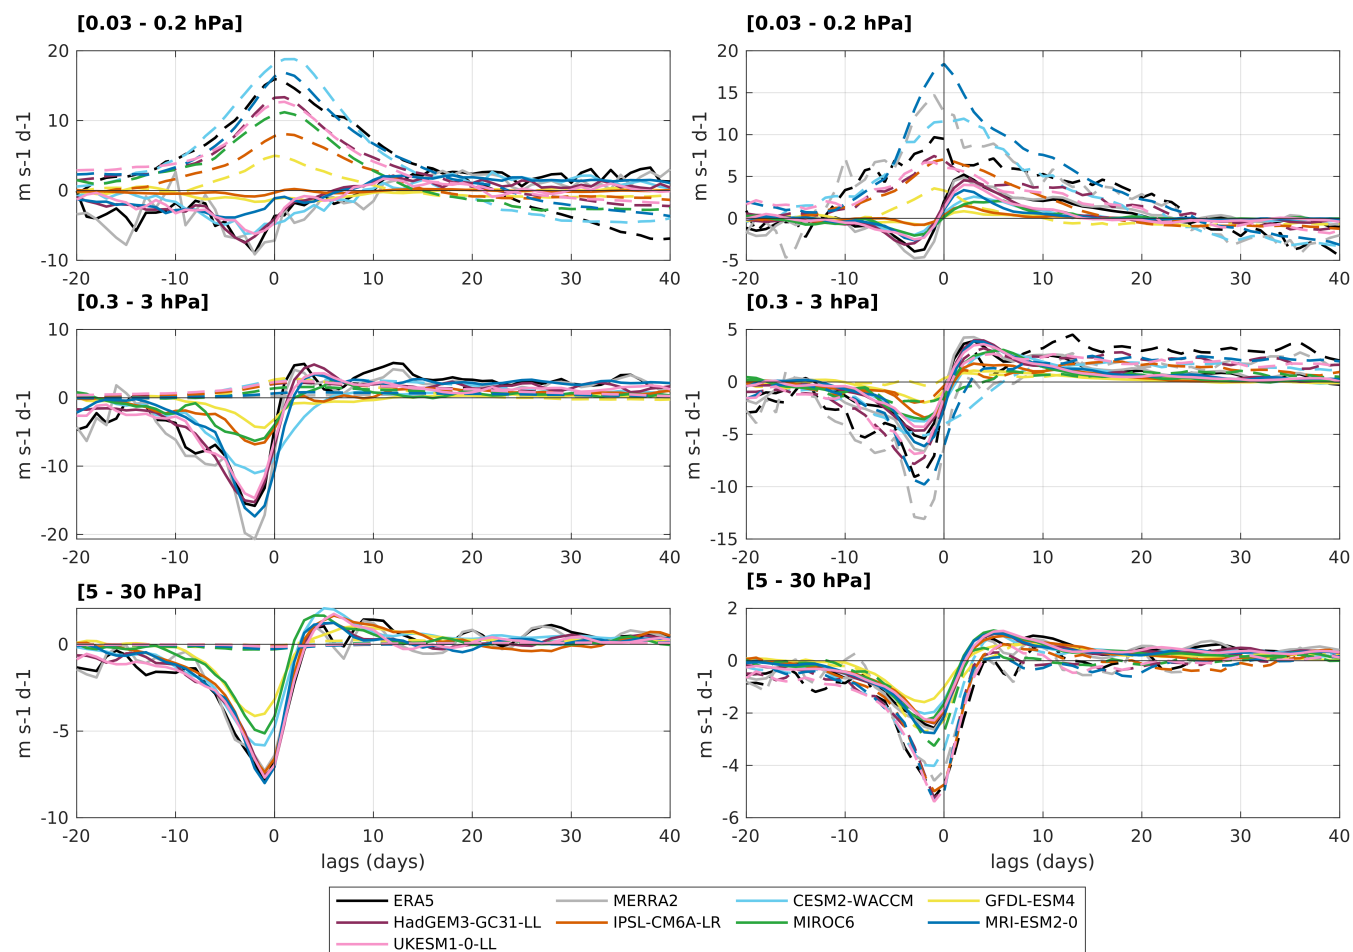 [0.03 - 0.2 hPa]
20
10
0
-10
m s-1 d-1
-20 -10 0 10 20 30 40
[0.03 - 0.2 hPa]
20
15
10
5
0
-5
m s-1 d-1
-20 -10 0 10 20 30 40
[0.3 - 3 hPa]
10
0
-10
-20
m s-1 d-1
-20 -10 0 10 20 30 40
[0.3 - 3 hPa]
5
0
-5
-10
-15
m s-1 d-1
-20 -10 0 10 20 30 40
[5 - 30 hPa]
0
-5
-10
m s-1 d-1
-20 -10 0 10 20 30 40
lags (days)
[5 - 30 hPa]
2
0
-2
-4
-6
m s-1 d-1
-20 -10 0 10 20 30 40
lags (days)
ERA5 MERRA2 CESM2-WACCM GFDL-ESM4
HadGEM3-GC31-LL IPSL-CM6A-LR MIROC6 MRI-ESM2-0
UKESM1-0-LL